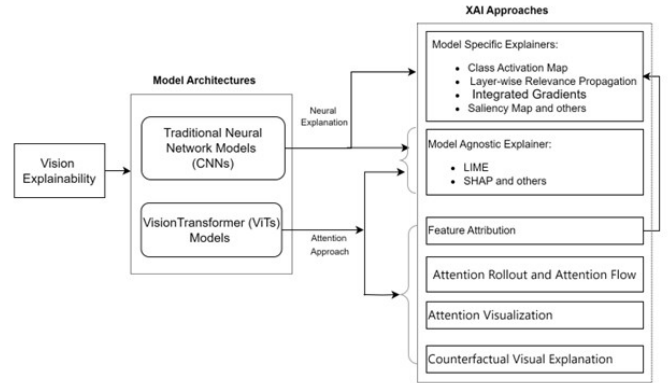 XAI Approaches
Model Specific Explainers:
Class Activation Map
Layer-wise Relevance Propagation
Integrated Gradients
Saliency Map and others
Model Architectures
Neural
Explanation
Traditional Neural
Network Models
(CNNs)
Model Agnostic Explainer:
LIME
SHAP and others
Vision
Explainability
VisionTransformer (ViTs)
Models
Attention
Approach
Feature Attribution
Attention Rollout and Attention Flow
Attention Visualization
Counterfactual Visual Explanation